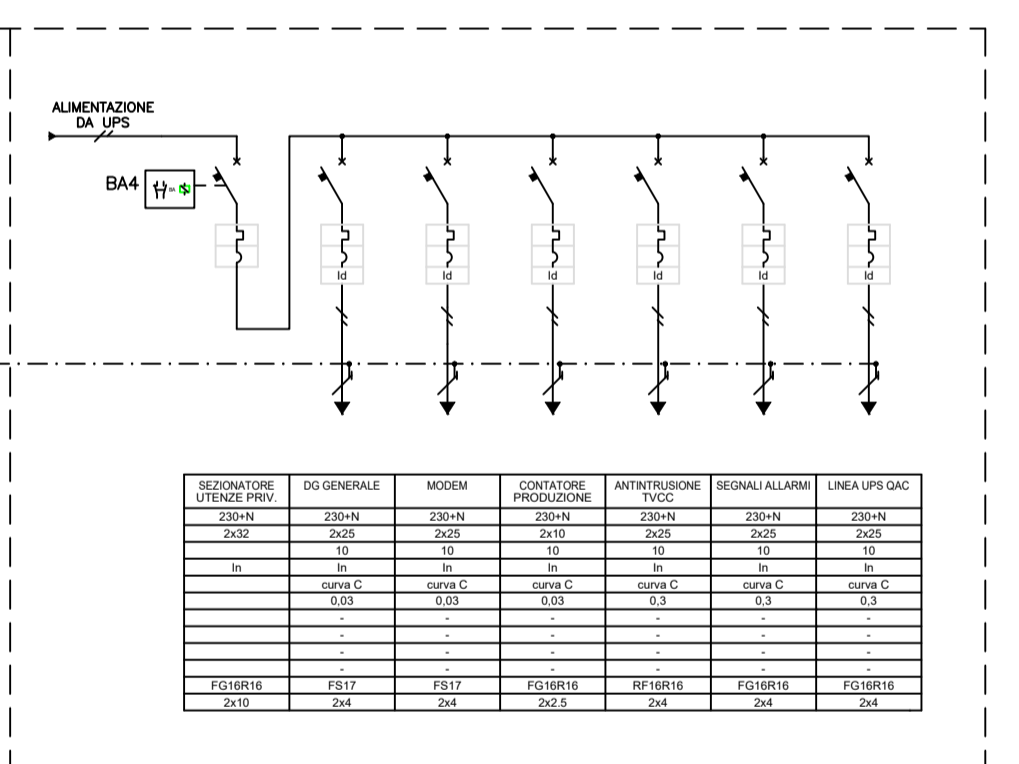 ALIMENTAZIONE
DA UPS
BA4
BA
Id Id Id Id Id Id
SEZIONATORE UTENZE PRIV. DG GENERALE MODEM CONTATORE PRODUZIONE ANTINTRUSIONE TVCC SEGNALI ALLARMI LINEA UPS QAC
230+N 230+N 230+N 230+N 230+N 230+N 230+N
2x32 2x25 2x25 2x10 2x25 2x25 2x25
10 10 10 10 10 10
In In In In In In In
curva C curva C curva C curva C curva C curva C
0,03 0,03 0,03 0,3 0,3 0,3
- - - - - -
- - - - - -
- - - - - -
- - - - - -
FG16R16 FS17 FS17 FG16R16 RF16R16 FG16R16 FG16R16
2x10 2x4 2x4 2x2.5 2x4 2x4 2x4